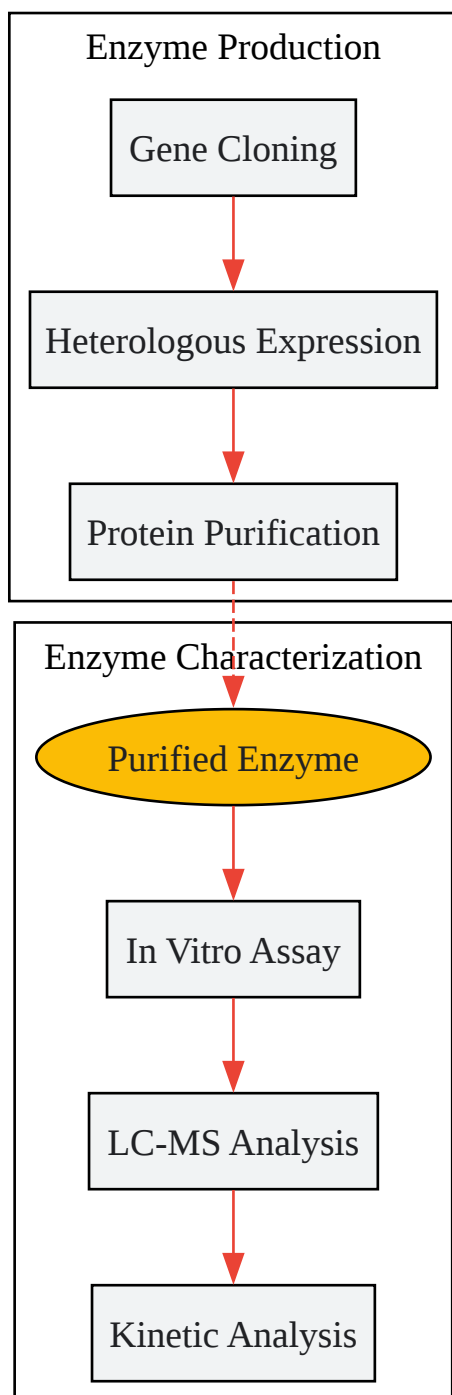 Enzyme Production
Gene Cloning
Heterologous Expression
Protein Purification
Enzyme Characterization
Purified Enzyme
In Vitro Assay
LC-MS Analysis
Kinetic Analysis